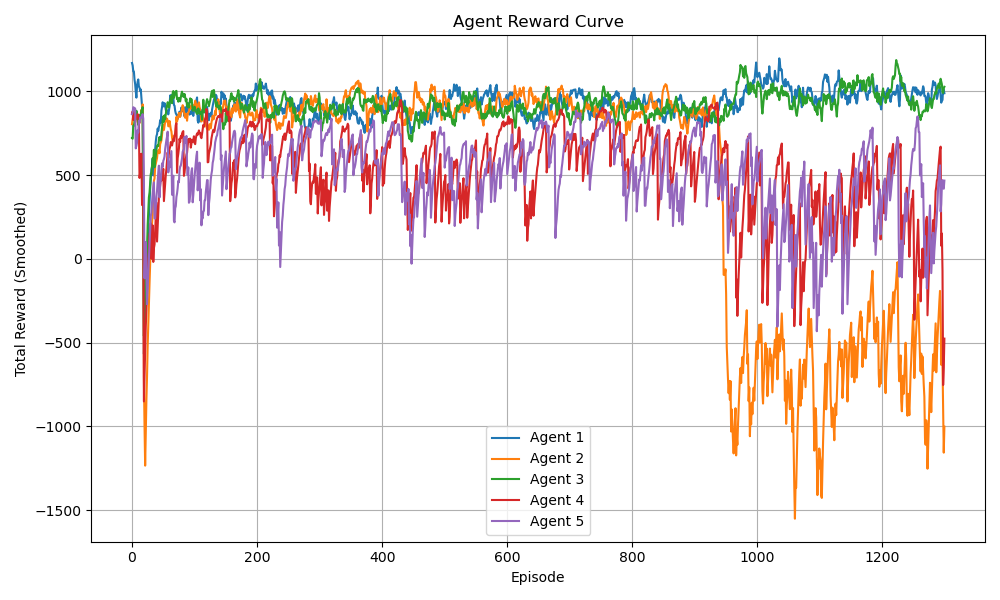 Agent Reward Curve
Total Reward (Smoothed)
1000
500
0
−500
−1000
−1500
Agent 1
Agent 2
Agent 3
Agent 4
Agent 5
0 200 400 600 800 1000 1200
Episode